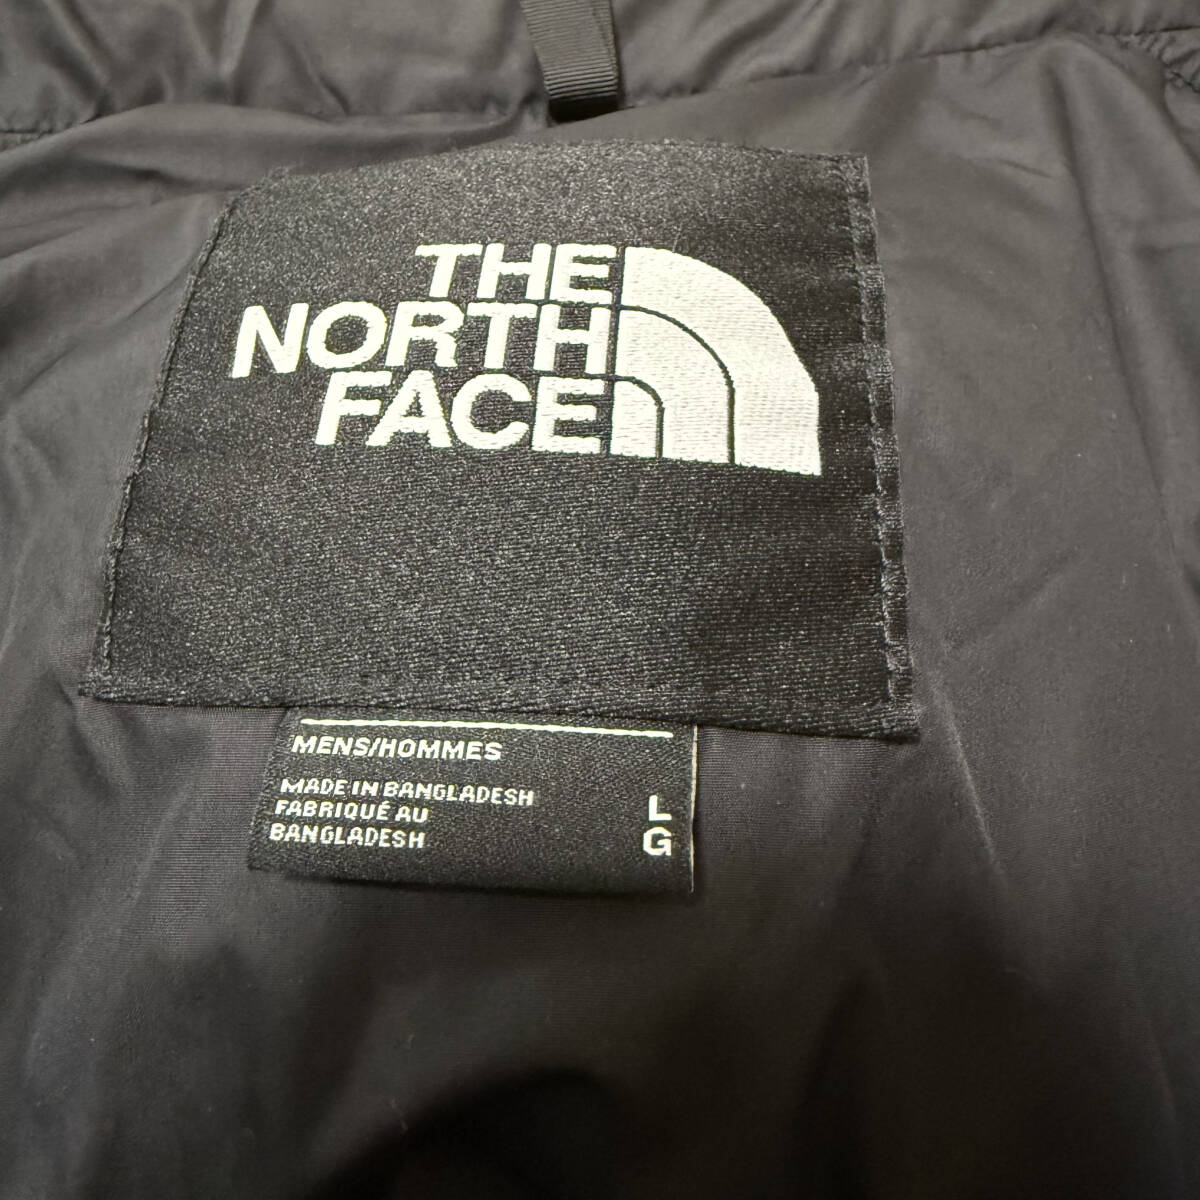 THE
NORTH
FACE
MENS/HOMMES
MADE IN BANGLADESH
FABRIQUÉ AU
BANGLADESH
L
G